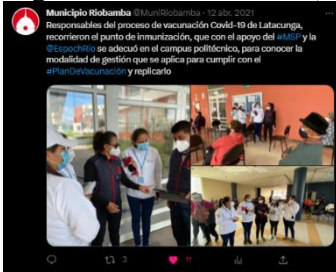 Municipio Riobamba @MuniRiobamba · 12 abr. 2021
Responsables del proceso de vacunación Covid-19 de Latacunga,
recorrieron el punto de inmunización, que con el apoyo del #MSP y la
@EspochRio se adecuó en el campus politécnico, para conocer la
modalidad de gestión que se aplica para cumplir con el
#PlanDeVacunación y replicarlo
3 11